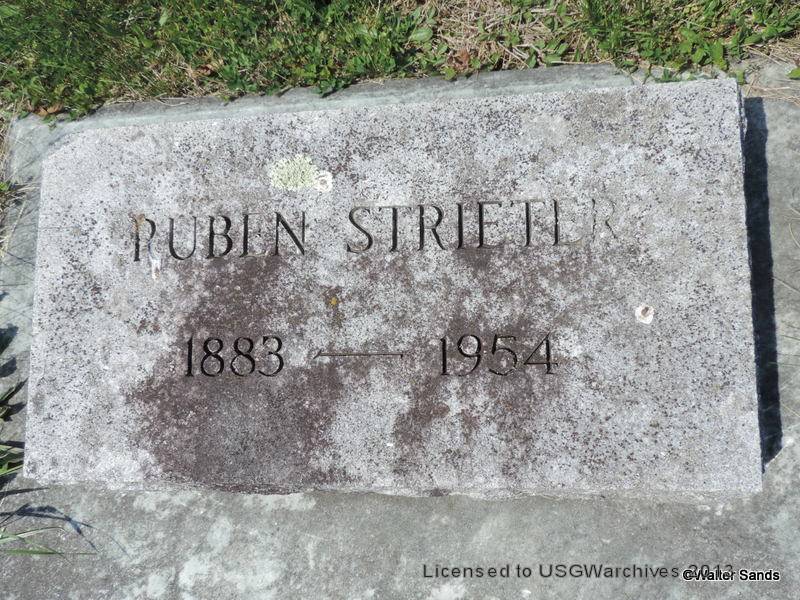 RUBEN STRIETER
1883 — 1954
Licensed to USGWarchives 2013
©Walter Sands